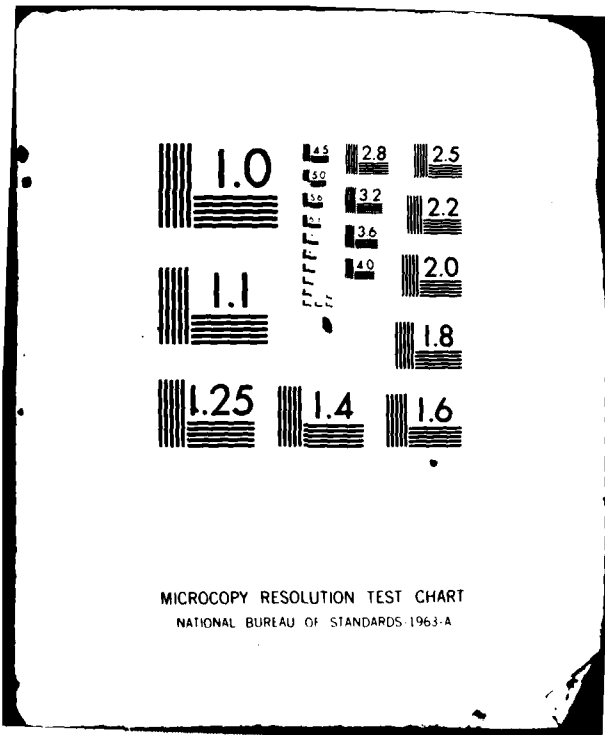 1.0 4.5 2.8 2.5
5.0
5.6 3.2 2.2
3.6
1.1 4.0 2.0
1.8
1.25 1.4 1.6
MICROCOPY RESOLUTION TEST CHART
NATIONAL BUREAU OF STANDARDS-1963-A